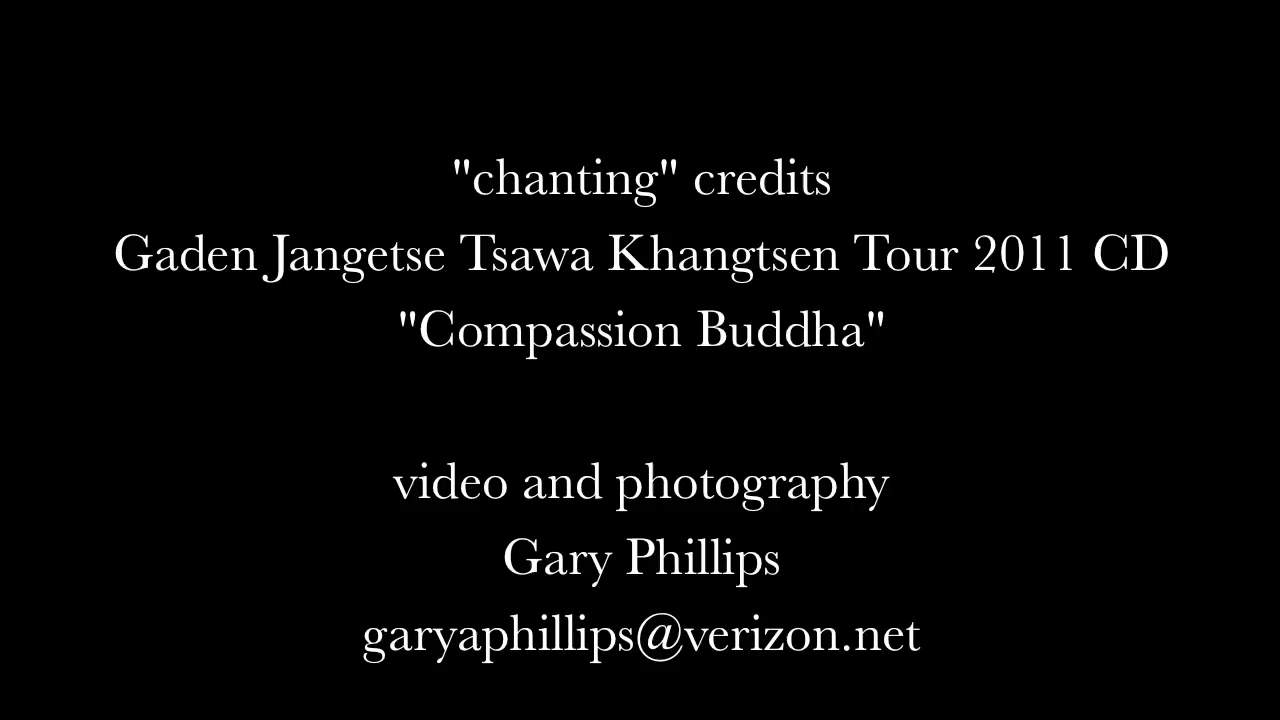 "chanting" credits
Gaden Jangetse Tsawa Khangtsen Tour 2011 CD
"Compassion Buddha"
video and photography
Gary Phillips
garyaphillips@verizon.net